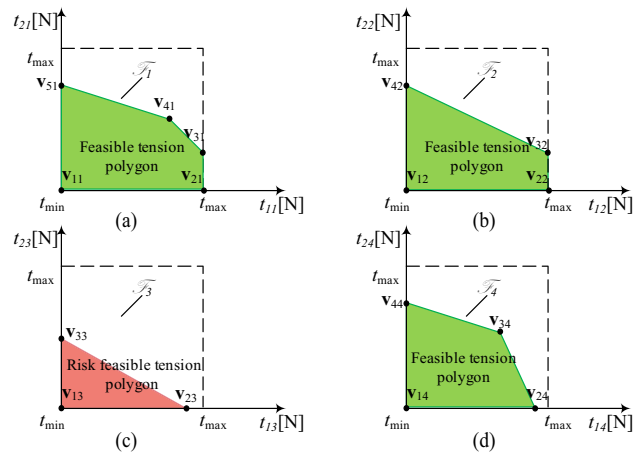 t21[N]
tmax
v51
ℱ1
v41
v31
Feasible tension
polygon
v11
v21
tmin
tmax
t11[N]
(a)
t22[N]
tmax
v42
ℱ2
v32
Feasible tension
polygon
v12
v22
tmin
tmax
t12[N]
(b)
t23[N]
tmax
ℱ3
v33
Risk feasible tension
polygon
v13
v23
tmin
tmax
t13[N]
(c)
t24[N]
tmax
v44
ℱ4
v34
Feasible tension
polygon
v14
v24
tmin
tmax
t14[N]
(d)